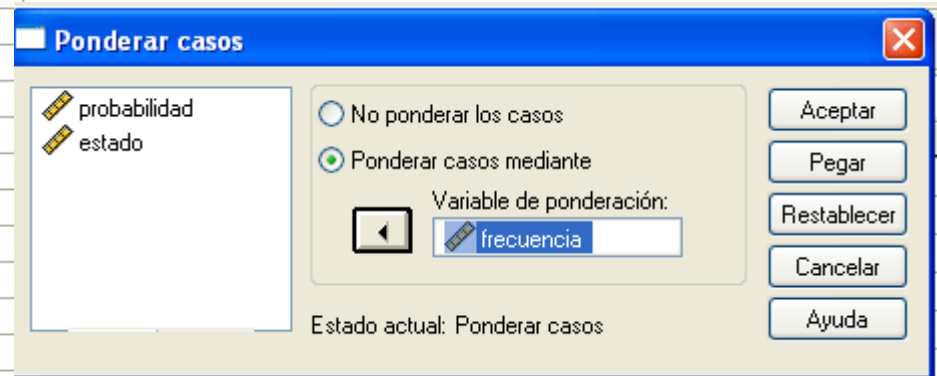 Ponderar casos
probabilidad
estado
No ponderar los casos
Ponderar casos mediante
Variable de ponderación:
frecuencia
Estado actual: Ponderar casos
Aceptar
Pegar
Restablecer
Cancelar
Ayuda